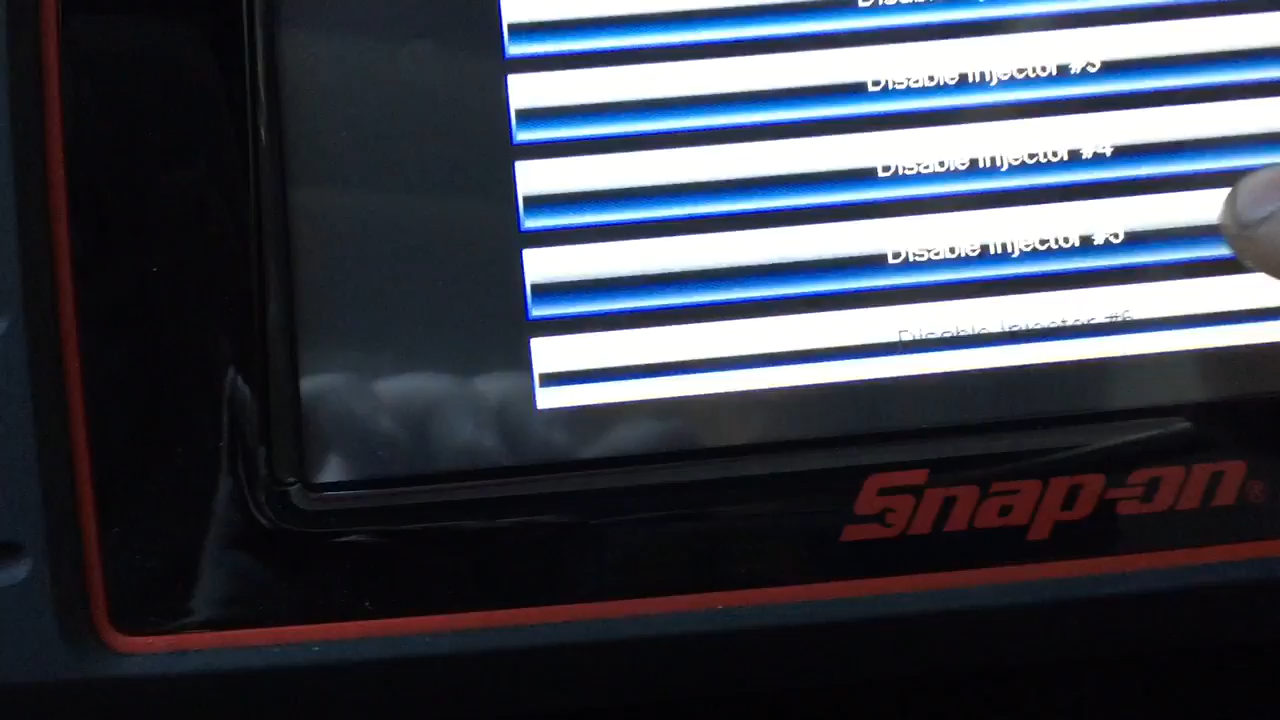 Disable Injector #3
Disable Injector #4
Disable Injector #5
Disable Injector #6
Snap-on®